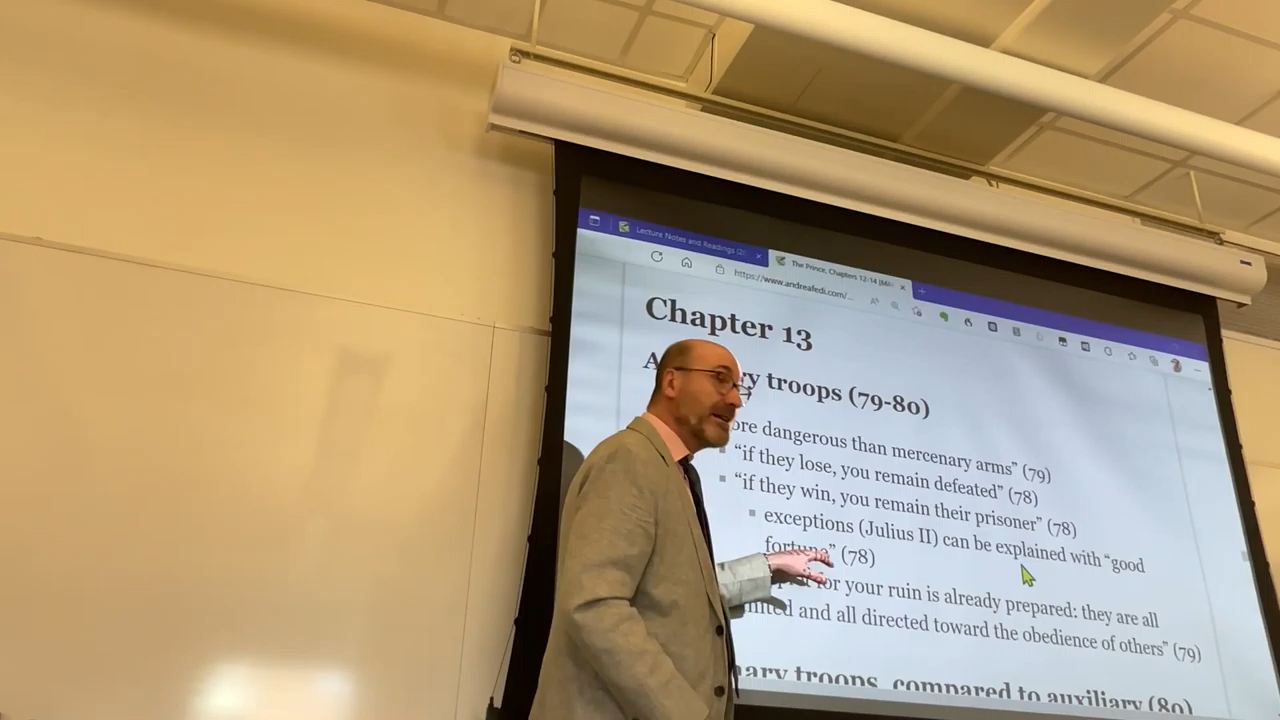 Lecture Notes and Readings (2(
The Prince, Chapters 12-14 [MA
https://www.andreafedi.com/...
Chapter 13
troops (79-80)
dangerous than mercenary arms” (79)
“if they lose, you remain defeated” (78)
“if they win, you remain their prisoner” (78)
exceptions (Julius II) can be explained with “good
fortune” (78)
for your ruin is already prepared: they are all
united and all directed toward the obedience of others” (79)
troops, compared to auxiliary (80)